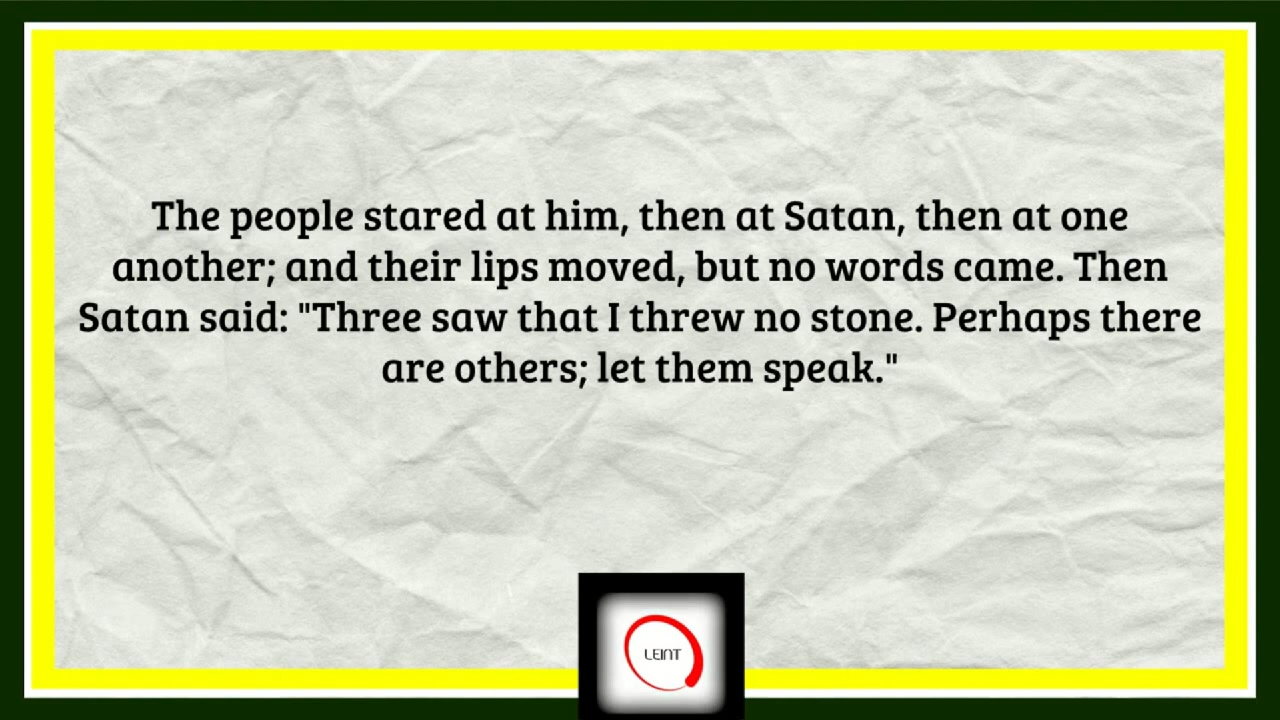 The people stared at him, then at Satan, then at one
another; and their lips moved, but no words came. Then
Satan said: "Three saw that I threw no stone. Perhaps there
are others; let them speak."
LEINT